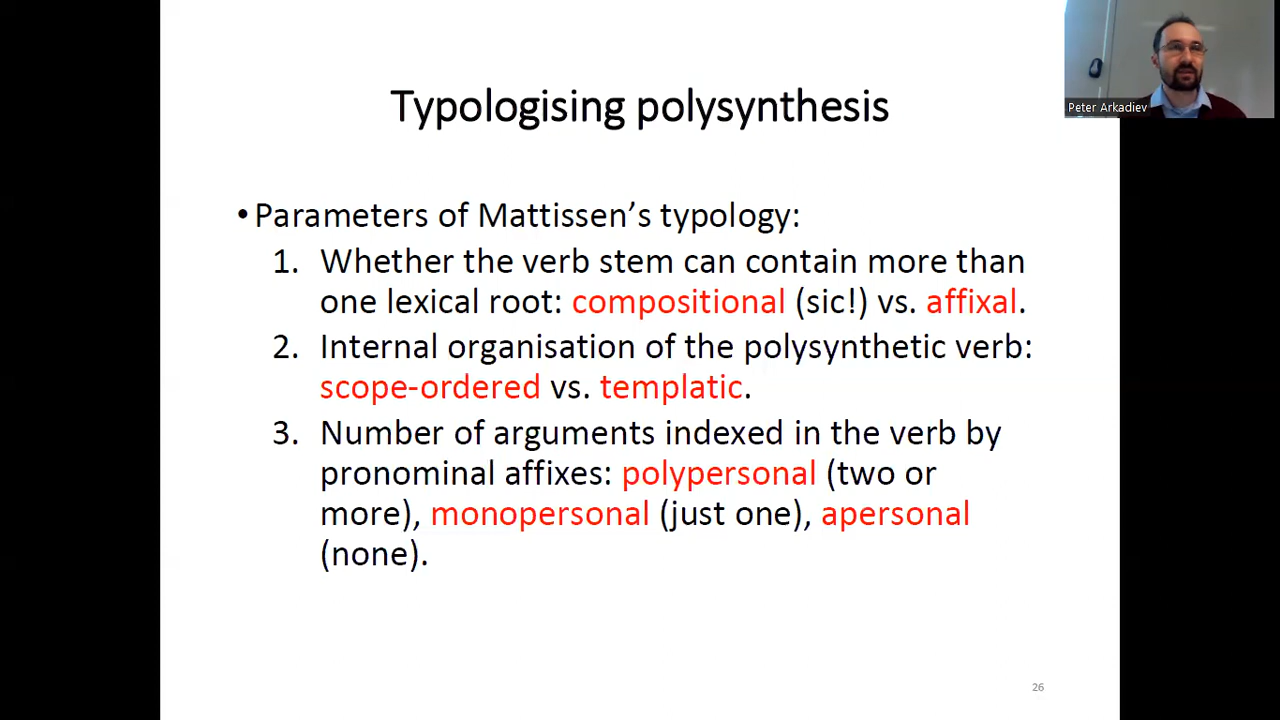 Typologising polysynthesis
Peter Arkadiev
• Parameters of Mattissen’s typology:
1. Whether the verb stem can contain more than
one lexical root: compositional (sic!) vs. affixal.
2. Internal organisation of the polysynthetic verb:
scope-ordered vs. templatic.
3. Number of arguments indexed in the verb by
pronominal affixes: polypersonal (two or
more), monopersonal (just one), apersonal
(none).
26